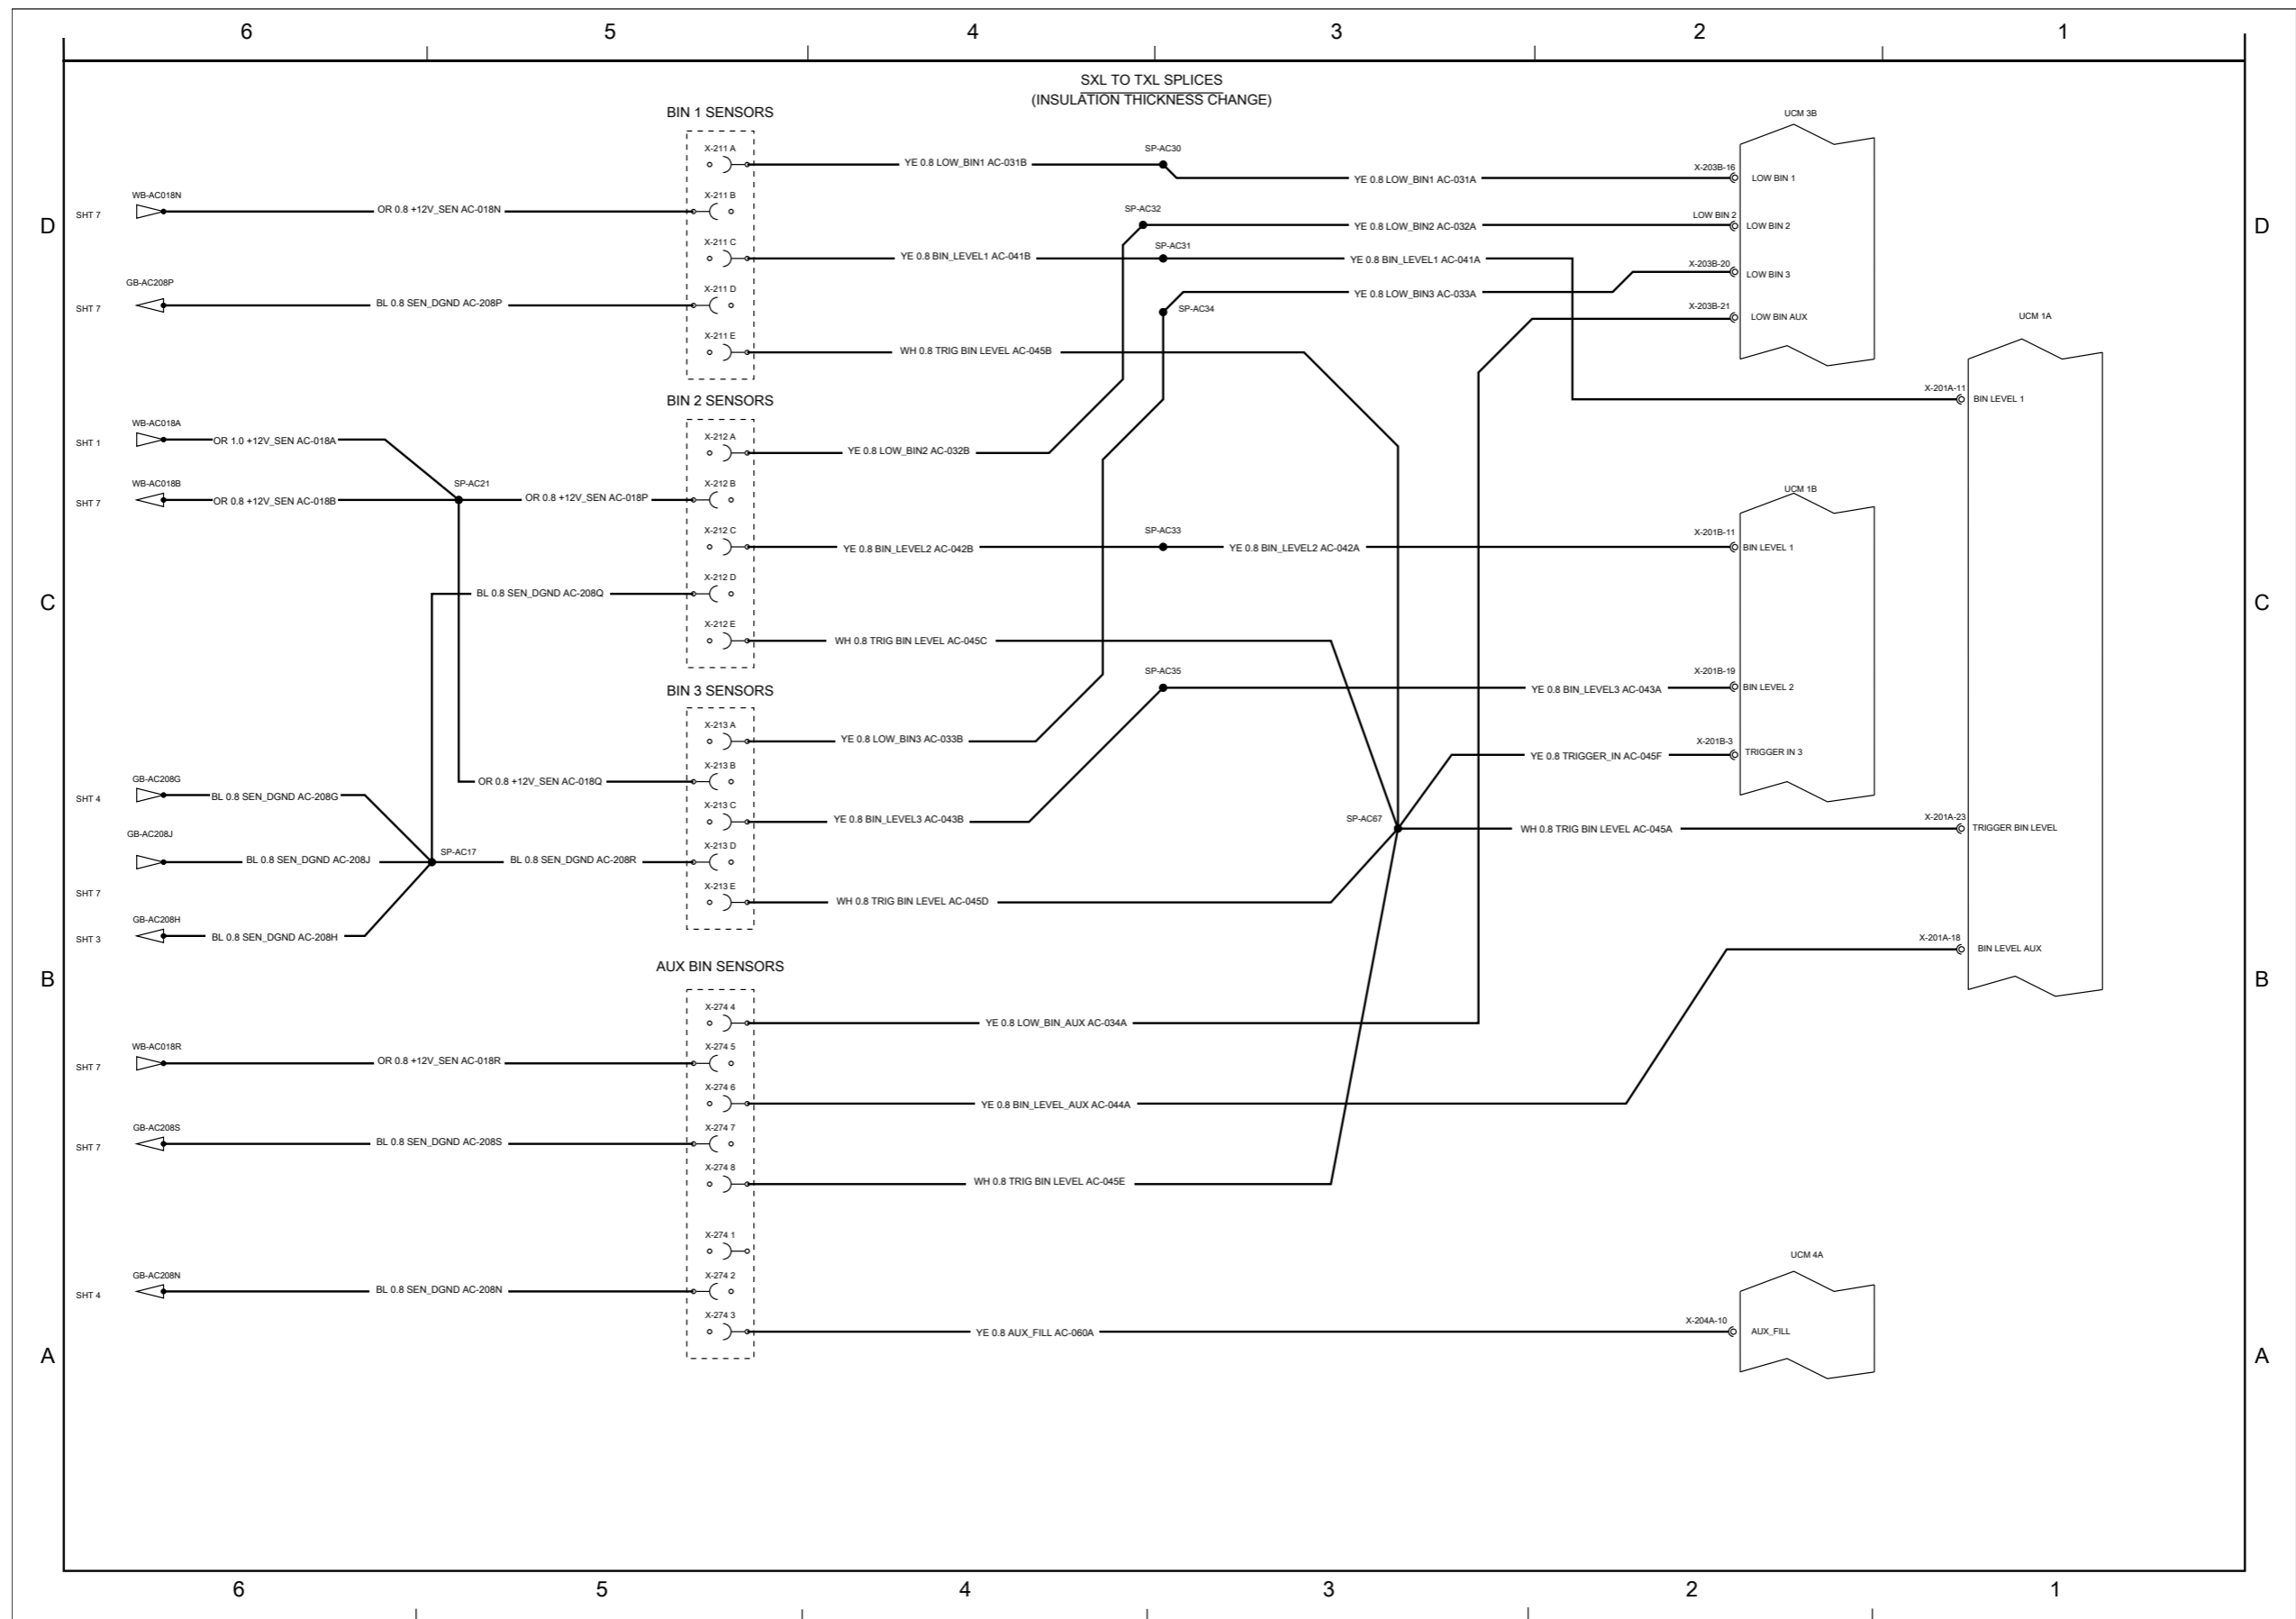 6 5 4 3 2 1
SXL TO TXL SPLICES
(INSULATION THICKNESS CHANGE)
BIN 1 SENSORS
UCM 3B
X-211 A
YE 0.8 LOW_BIN1 AC-031B
SP-AC30
YE 0.8 LOW_BIN1 AC-031A
X-203B-16
LOW BIN 1
SHT 7
WB-AC018N
OR 0.8 +12V_SEN AC-018N
X-211 B
SP-AC32
YE 0.8 LOW_BIN2 AC-032A
LOW BIN 2
LOW BIN 2
D
D
X-211 C
YE 0.8 BIN_LEVEL1 AC-041B
SP-AC31
YE 0.8 BIN_LEVEL1 AC-041A
X-203B-20
LOW BIN 3
GB-AC208P
SHT 7
BL 0.8 SEN_DGND AC-208P
X-211 D
YE 0.8 LOW_BIN3 AC-033A
SP-AC34
X-203B-21
LOW BIN AUX
UCM 1A
X-211 E
WH 0.8 TRIG BIN LEVEL AC-045B
X-201A-11
BIN LEVEL 1
BIN 2 SENSORS
SHT 1
WB-AC018A
OR 1.0 +12V_SEN AC-018A
X-212 A
YE 0.8 LOW_BIN2 AC-032B
SHT 7
WB-AC018B
OR 0.8 +12V_SEN AC-018B
SP-AC21
OR 0.8 +12V_SEN AC-018P
X-212 B
UCM 1B
X-212 C
YE 0.8 BIN_LEVEL2 AC-042B
SP-AC33
YE 0.8 BIN_LEVEL2 AC-042A
X-201B-11
BIN LEVEL 1
BL 0.8 SEN_DGND AC-208Q
X-212 D
C
C
X-212 E
WH 0.8 TRIG BIN LEVEL AC-045C
BIN 3 SENSORS
SP-AC35
YE 0.8 BIN_LEVEL3 AC-043A
X-201B-19
BIN LEVEL 2
X-213 A
YE 0.8 LOW_BIN3 AC-033B
YE 0.8 TRIGGER_IN AC-045F
X-201B-3
TRIGGER IN 3
OR 0.8 +12V_SEN AC-018Q
X-213 B
SHT 4
GB-AC208G
BL 0.8 SEN_DGND AC-208G
X-213 C
YE 0.8 BIN_LEVEL3 AC-043B
SP-AC67
WH 0.8 TRIG BIN LEVEL AC-045A
X-201A-23
TRIGGER BIN LEVEL
GB-AC208J
BL 0.8 SEN_DGND AC-208J
SP-AC17
BL 0.8 SEN_DGND AC-208R
X-213 D
SHT 7
X-213 E
WH 0.8 TRIG BIN LEVEL AC-045D
GB-AC208H
SHT 3
BL 0.8 SEN_DGND AC-208H
X-201A-18
BIN LEVEL AUX
AUX BIN SENSORS
B
B
X-274 4
YE 0.8 LOW_BIN_AUX AC-034A
SHT 7
WB-AC018R
OR 0.8 +12V_SEN AC-018R
X-274 5
X-274 6
YE 0.8 BIN_LEVEL_AUX AC-044A
SHT 7
GB-AC208S
BL 0.8 SEN_DGND AC-208S
X-274 7
X-274 8
WH 0.8 TRIG BIN LEVEL AC-045E
X-274 1
UCM 4A
SHT 4
GB-AC208N
BL 0.8 SEN_DGND AC-208N
X-274 2
X-274 3
YE 0.8 AUX_FILL AC-060A
X-204A-10
AUX_FILL
A
A
6 5 4 3 2 1